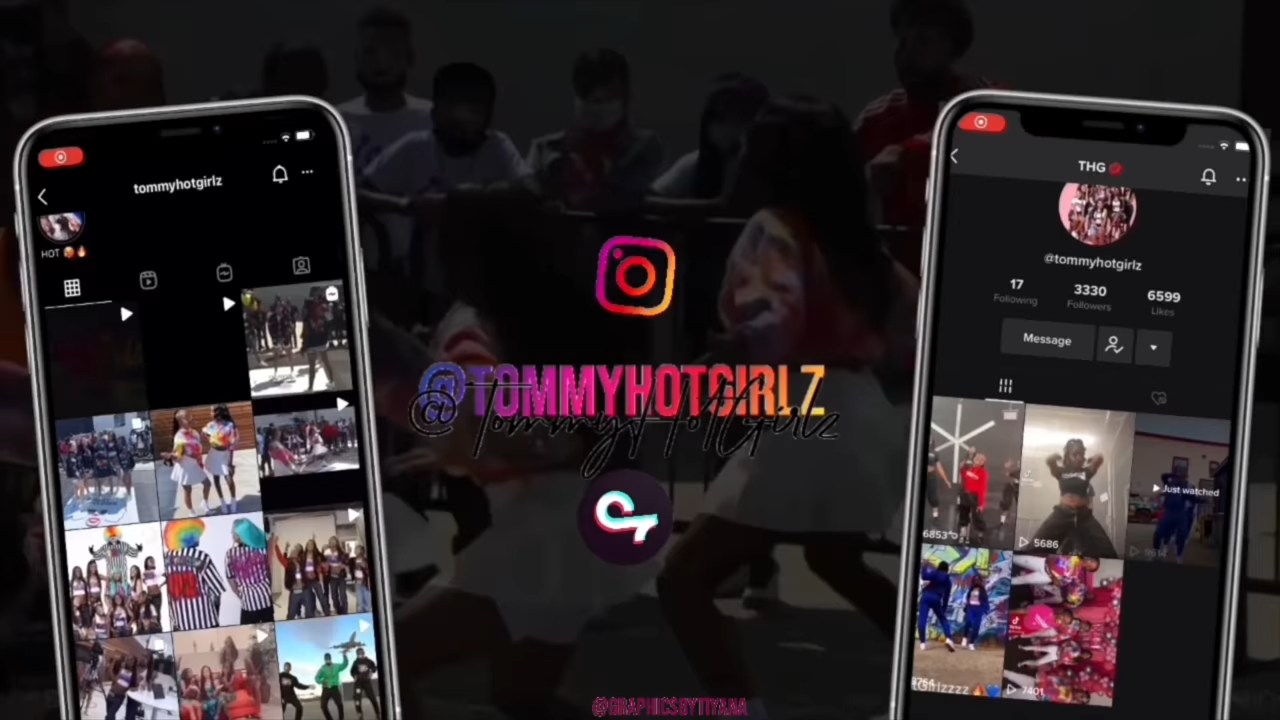 tommyhotgirlz
HOT 🥵🔥
@TOMMYHOTGIRLZ
@TommyHotGirlz
THG💋
@tommyhotgirlz
17
Following
3330
Followers
6599
Likes
Message
6853
5686
Just watched
7401
@GRAPHICSBYTIYANA